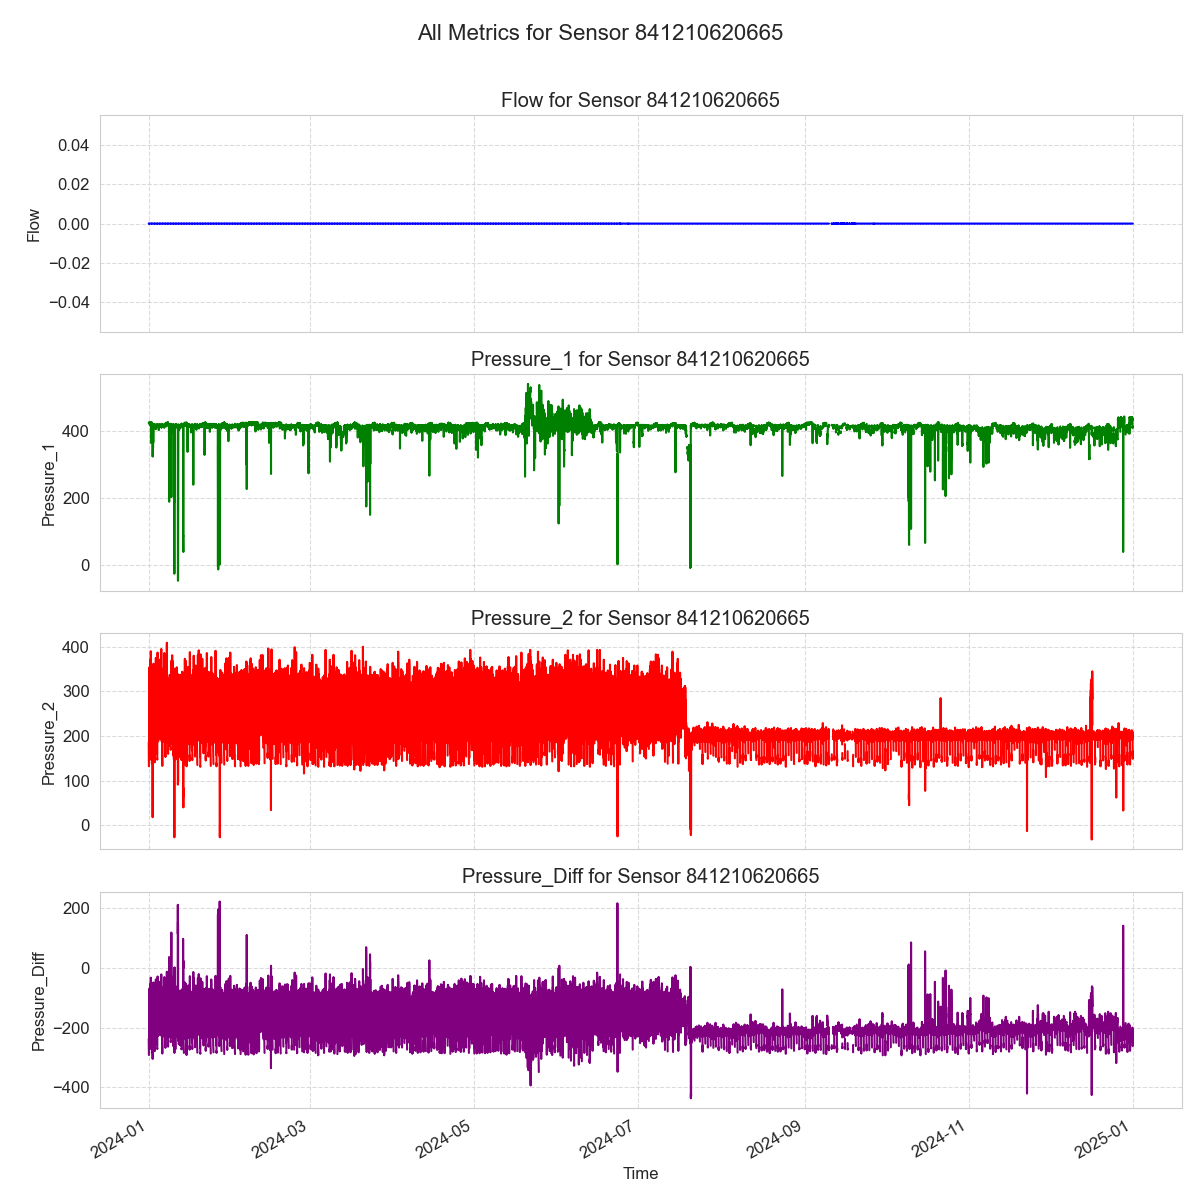 All Metrics for Sensor 841210620665
Flow for Sensor 841210620665
0.04
0.02
0.00
−0.02
−0.04
Flow
Pressure_1 for Sensor 841210620665
400
200
0
Pressure_1
Pressure_2 for Sensor 841210620665
400
300
200
100
0
Pressure_2
Pressure_Diff for Sensor 841210620665
200
0
−200
−400
Pressure_Diff
2024-01
2024-03
2024-05
2024-07
2024-09
2024-11
2025-01
Time